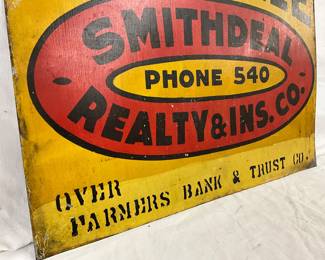 SMITHDEAL
PHONE 540
REALTY & INS. CO.
OVER
FARMERS BANK & TRUST CO.